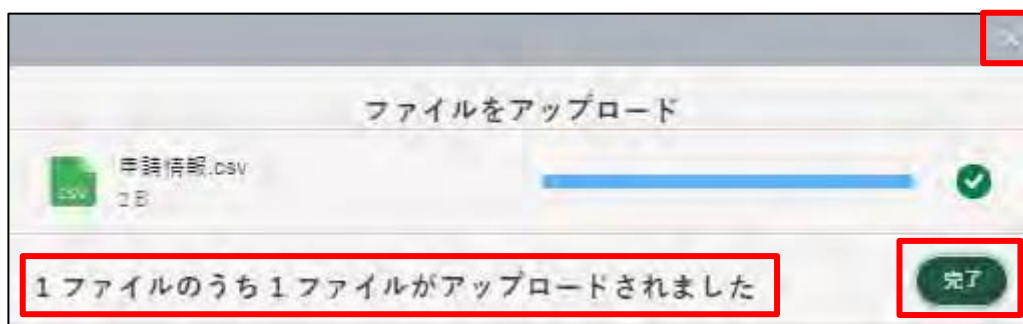 ファイルをアップロード
申請情報.csv
2 B
CSV
1 ファイルのうち 1 ファイルがアップロードされました
完了